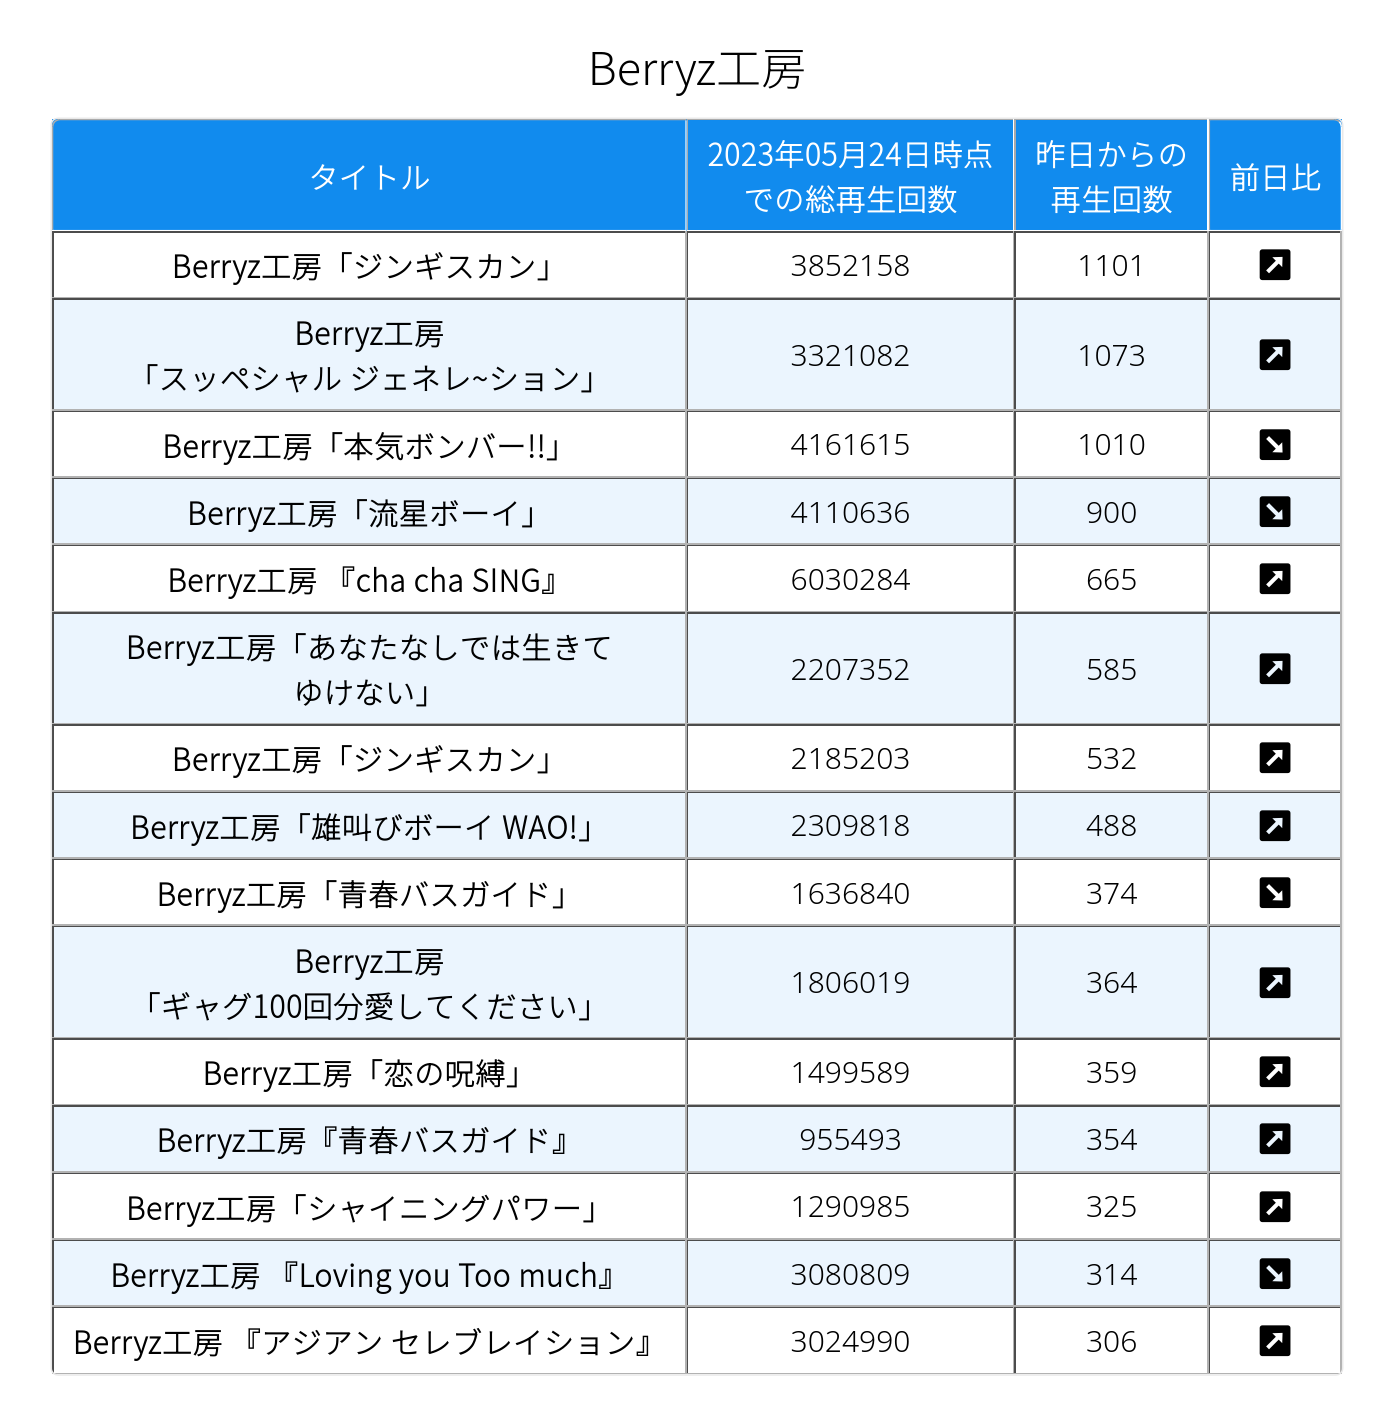 Berryz工房
タイトル
2023年05月24日時点
での総再生回数
昨日からの
再生回数
前日比
Berryz工房「ジンギスカン」 3852158 1101 ↗
Berryz工房
「スッペシャル ジェネレ~ション」 3321082 1073 ↗
Berryz工房「本気ボンバー!!」 4161615 1010 ↘
Berryz工房「流星ボーイ」 4110636 900 ↘
Berryz工房 『cha cha SING』 6030284 665 ↗
Berryz工房「あなたなしでは生きて
ゆけない」 2207352 585 ↗
Berryz工房「ジンギスカン」 2185203 532 ↗
Berryz工房「雄叫びボーイ WAO!」 2309818 488 ↗
Berryz工房「青春バスガイド」 1636840 374 ↘
Berryz工房
「ギャグ100回分愛してください」 1806019 364 ↗
Berryz工房「恋の呪縛」 1499589 359 ↗
Berryz工房『青春バスガイド』 955493 354 ↗
Berryz工房「シャイニングパワー」 1290985 325 ↗
Berryz工房 『Loving you Too much』 3080809 314 ↘
Berryz工房 『アジアン セレブレイション』 3024990 306 ↗